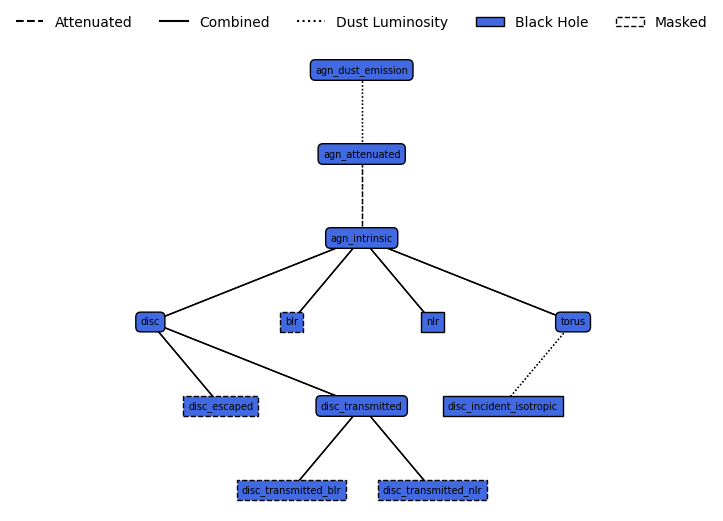 Attenuated Combined Dust Luminosity Black Hole Masked
agn_dust_emission
agn_attenuated
agn_intrinsic
disc blr nlr torus
disc_escaped disc_transmitted disc_incident_isotropic
disc_transmitted_blr disc_transmitted_nlr